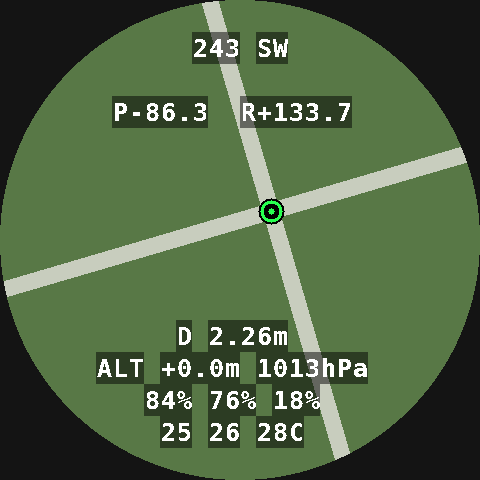 243 SW
P-86.3 R+133.7
D 2.26m
ALT +0.0m 1013hPa
84% 76% 18%
25 26 28C